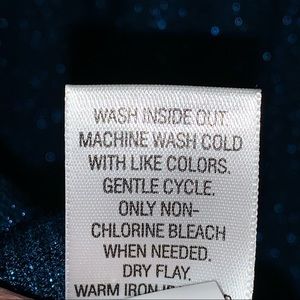 WASH INSIDE OUT.
MACHINE WASH COLD
WITH LIKE COLORS.
GENTLE CYCLE.
ONLY NON-
CHLORINE BLEACH
WHEN NEEDED.
DRY FLAY.
WARM IRON